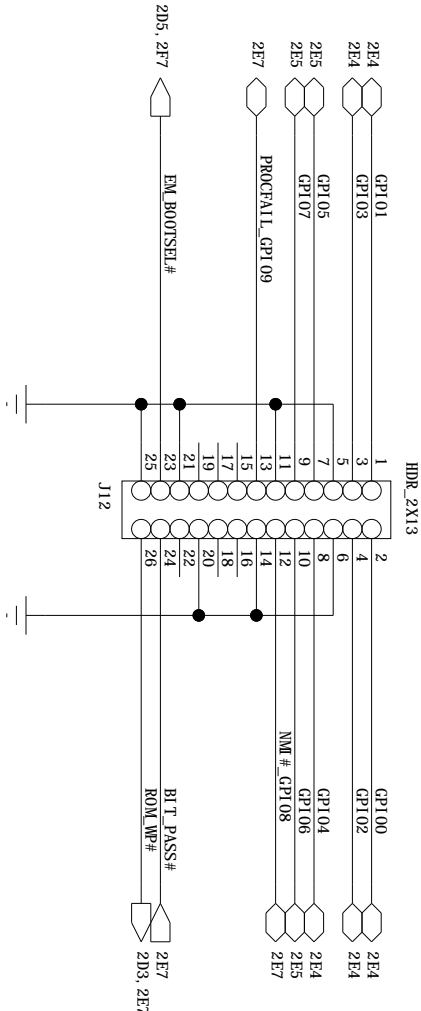 HDR_2X13
2E4 GPIO1 1 2 GPIO0 2E4
2E4 GPIO3 3 4 GPIO2 2E4
5 6
2E5 GPIO5 7 8 GPIO4 2E4
2E5 GPIO7 9 10 GPIO6 2E5
11 12 NMI#_GPIO8 2E7
2E7 PROCFAIL_GPIO9 13 14
15 16
17 18
19 20
21 22
2D5, 2F7 EM_BOOTSEL# 23 24 BIT_PASS# 2E7
25 26 ROM_WP# 2D3, 2E7
J12